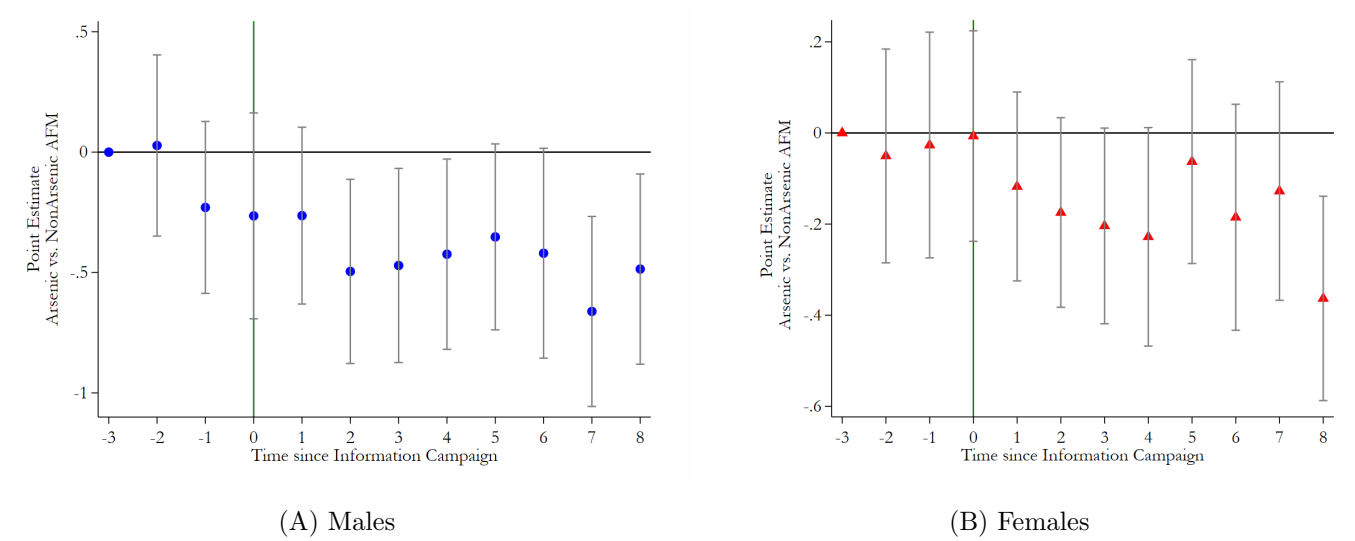 .5
0
-.5
-1
Point Estimate
Arsenic vs. NonArsenic AFM
-3 -2 -1 0 1 2 3 4 5 6 7 8
Time since Information Campaign
(A) Males
.2
0
-.2
-.4
-.6
Point Estimate
Arsenic vs. NonArsenic AFM
-3 -2 -1 0 1 2 3 4 5 6 7 8
Time since Information Campaign
(B) Females